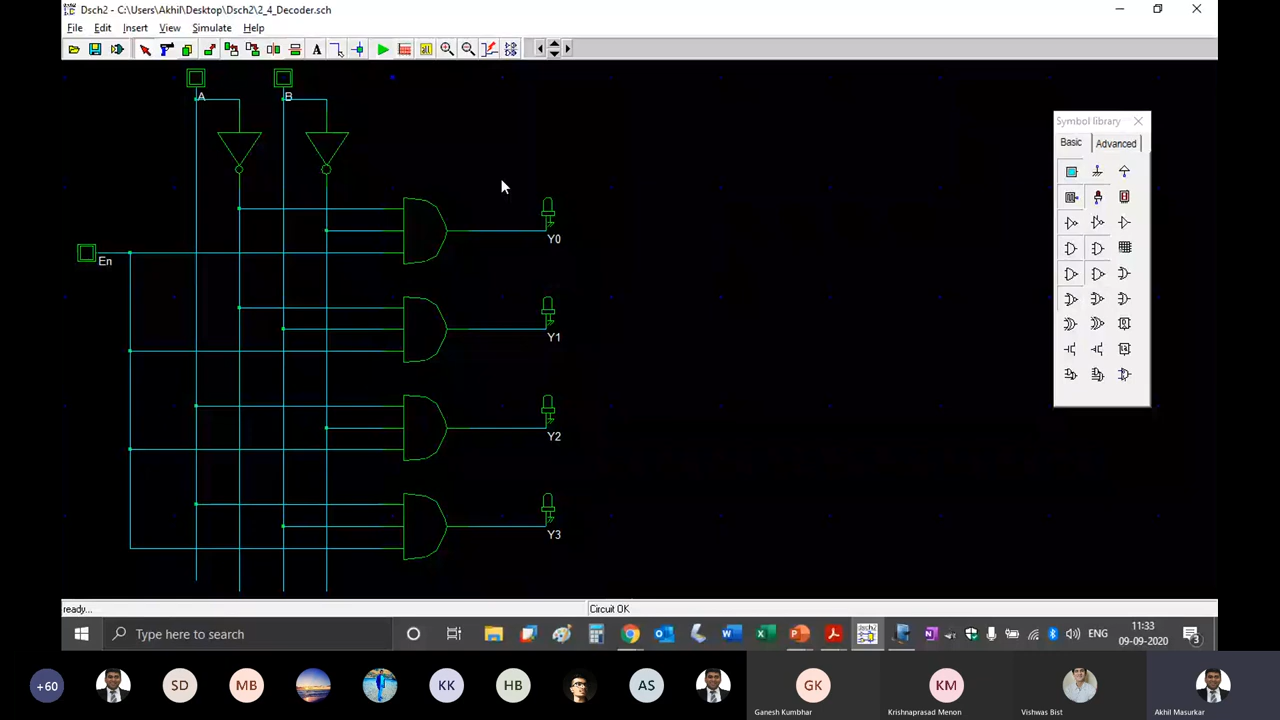 Dsch2 - C:\Users\Akhil\Desktop\Dsch2\2_4_Decoder.sch
File Edit Insert View Simulate Help
A
A B
Symbol library
Basic Advanced
Y0
En
Y1
Y2
Y3
ready... Circuit OK
Type here to search
ENG
11:33
09-09-2020
3
+60 SD MB KK HB AS GK KM
Ganesh Kumbhar Krishnaprasad Menon Vishwas Bist Akhil Masurkar